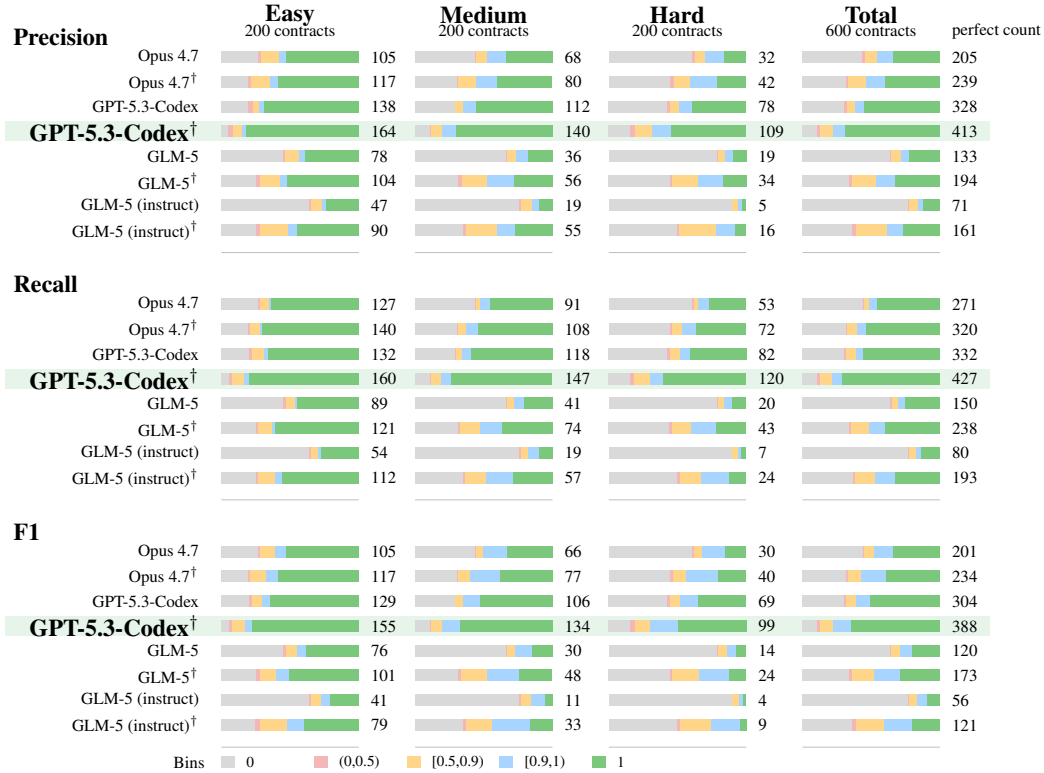 Easy Medium Hard Total
200 contracts 200 contracts 200 contracts 600 contracts perfect count
Precision
Opus 4.7 105 68 32 205
Opus 4.7† 117 80 42 239
GPT-5.3-Codex 138 112 78 328
GPT-5.3-Codex† 164 140 109 413
GLM-5 78 36 19 133
GLM-5† 104 56 34 194
GLM-5 (instruct) 47 19 5 71
GLM-5 (instruct)† 90 55 16 161
Recall
Opus 4.7 127 91 53 271
Opus 4.7† 140 108 72 320
GPT-5.3-Codex 132 118 82 332
GPT-5.3-Codex† 160 147 120 427
GLM-5 89 41 20 150
GLM-5† 121 74 43 238
GLM-5 (instruct) 54 19 7 80
GLM-5 (instruct)† 112 57 24 193
F1
Opus 4.7 105 66 30 201
Opus 4.7† 117 77 40 234
GPT-5.3-Codex 129 106 69 304
GPT-5.3-Codex† 155 134 99 388
GLM-5 76 30 14 120
GLM-5† 101 48 24 173
GLM-5 (instruct) 41 11 4 56
GLM-5 (instruct)† 79 33 9 121
Bins 0 (0,0.5) [0.5,0.9) [0.9,1) 1